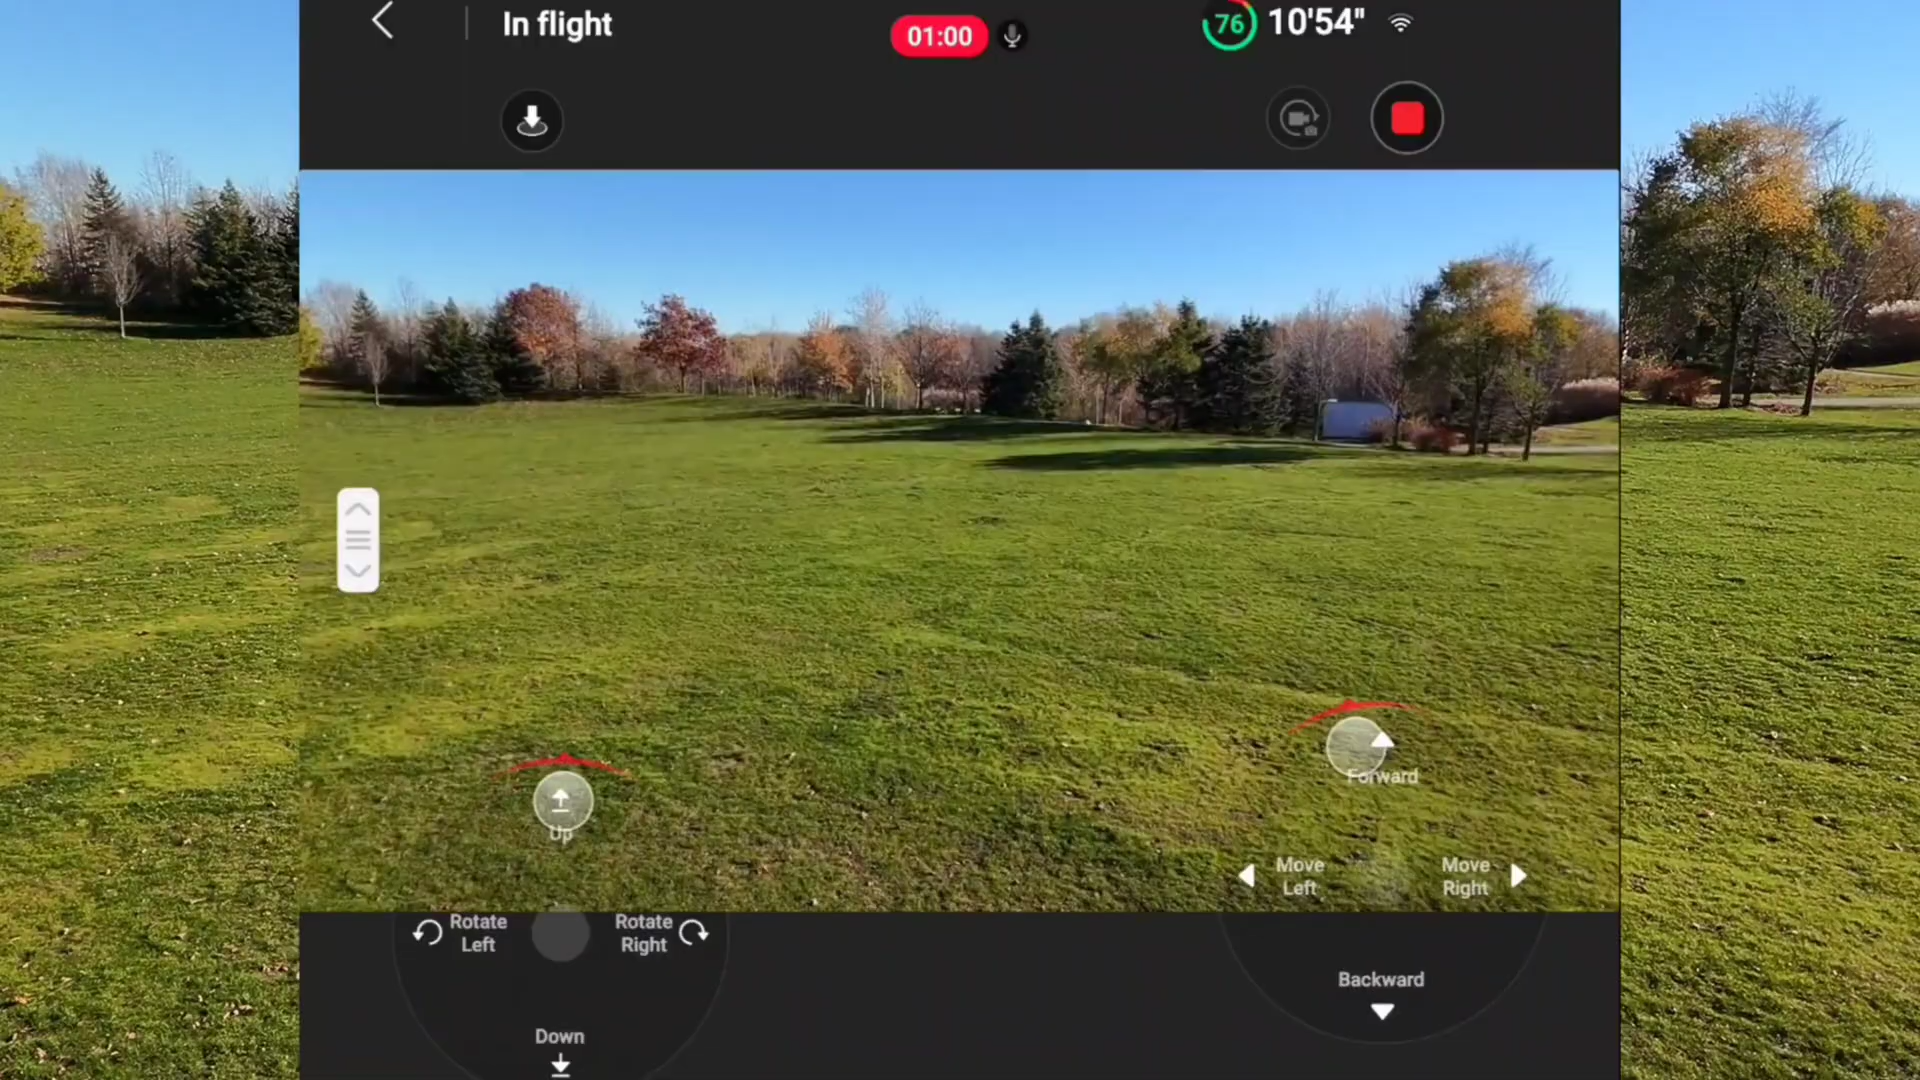 In flight
01:00
76
10'54"
Up
Forward
Move
Left
Move
Right
Rotate
Left
Rotate
Right
Backward
Down